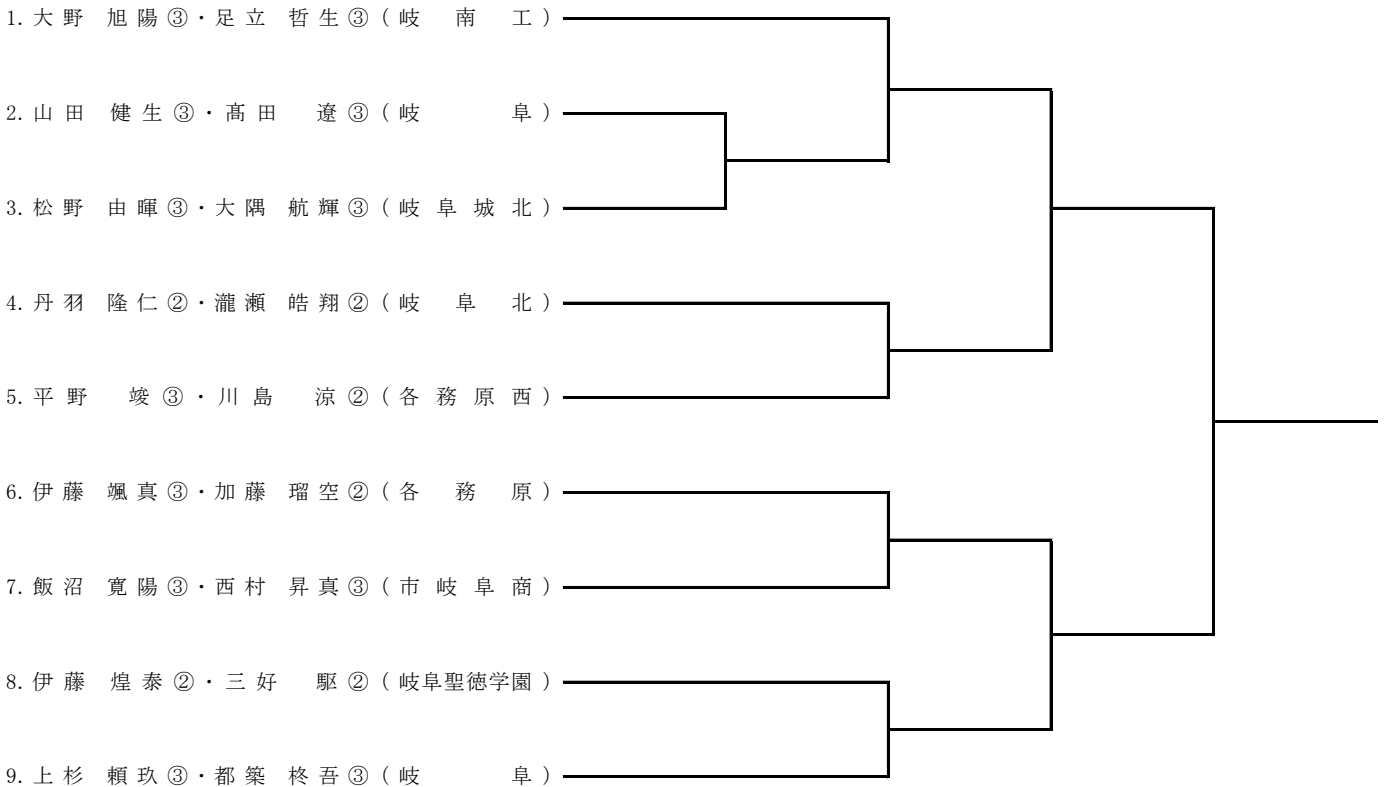 1. 大野 旭陽③・足立 哲生③(岐南工)
2. 山田 健生③・髙田 遼③(岐阜)
3. 松野 由暉③・大隅 航輝③(岐阜城北)
4. 丹羽 隆仁②・瀧瀬 皓翔②(岐阜北)
5. 平野 竣③・川島 涼②(各務原西)
6. 伊藤 颯真③・加藤 瑠空②(各務原)
7. 飯沼 寛陽③・西村 昇真③(市岐阜商)
8. 伊藤 煌泰②・三好 駆②(岐阜聖徳学園)
9. 上杉 頼玖③・都築 柊吾③(岐阜)